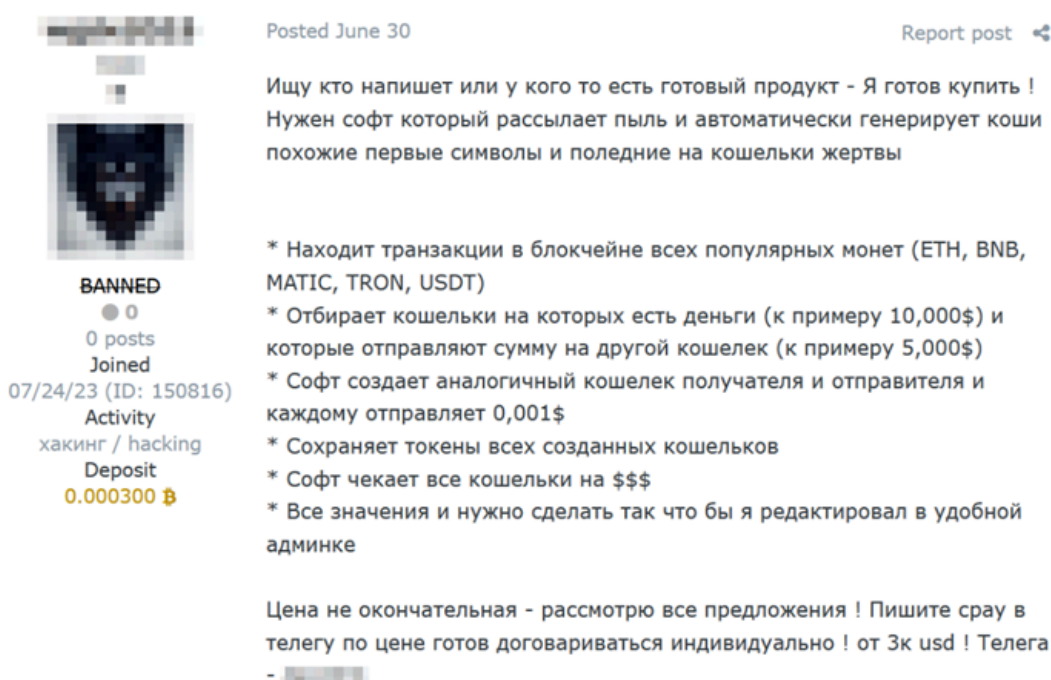 Posted June 30
Report post
Ищу кто напишет или у кого то есть готовый продукт - Я готов купить !
Нужен софт который рассылает пыль и автоматически генерирует коши
похожие первые символы и поледние на кошельки жертвы
* Находит транзакции в блокчейне всех популярных монет (ETH, BNB,
MATIC, TRON, USDT)
* Отбирает кошельки на которых есть деньги (к примеру 10,000$) и
которые отправляют сумму на другой кошелек (к примеру 5,000$)
* Софт создает аналогичный кошелек получателя и отправителя и
каждому отправляет 0,001$
* Сохраняет токены всех созданных кошельков
* Софт чекает все кошельки на $$$
* Все значения и нужно сделать так что бы я редактировал в удобной
админке
Цена не окончательная - рассмотрю все предложения ! Пишите сразу в
телегу по цене готов договариваться индивидуально ! от 3к usd ! Телега
-
BANNED
0
0 posts
Joined
07/24/23 (ID: 150816)
Activity
хакинг / hacking
Deposit
0.000300 ₿